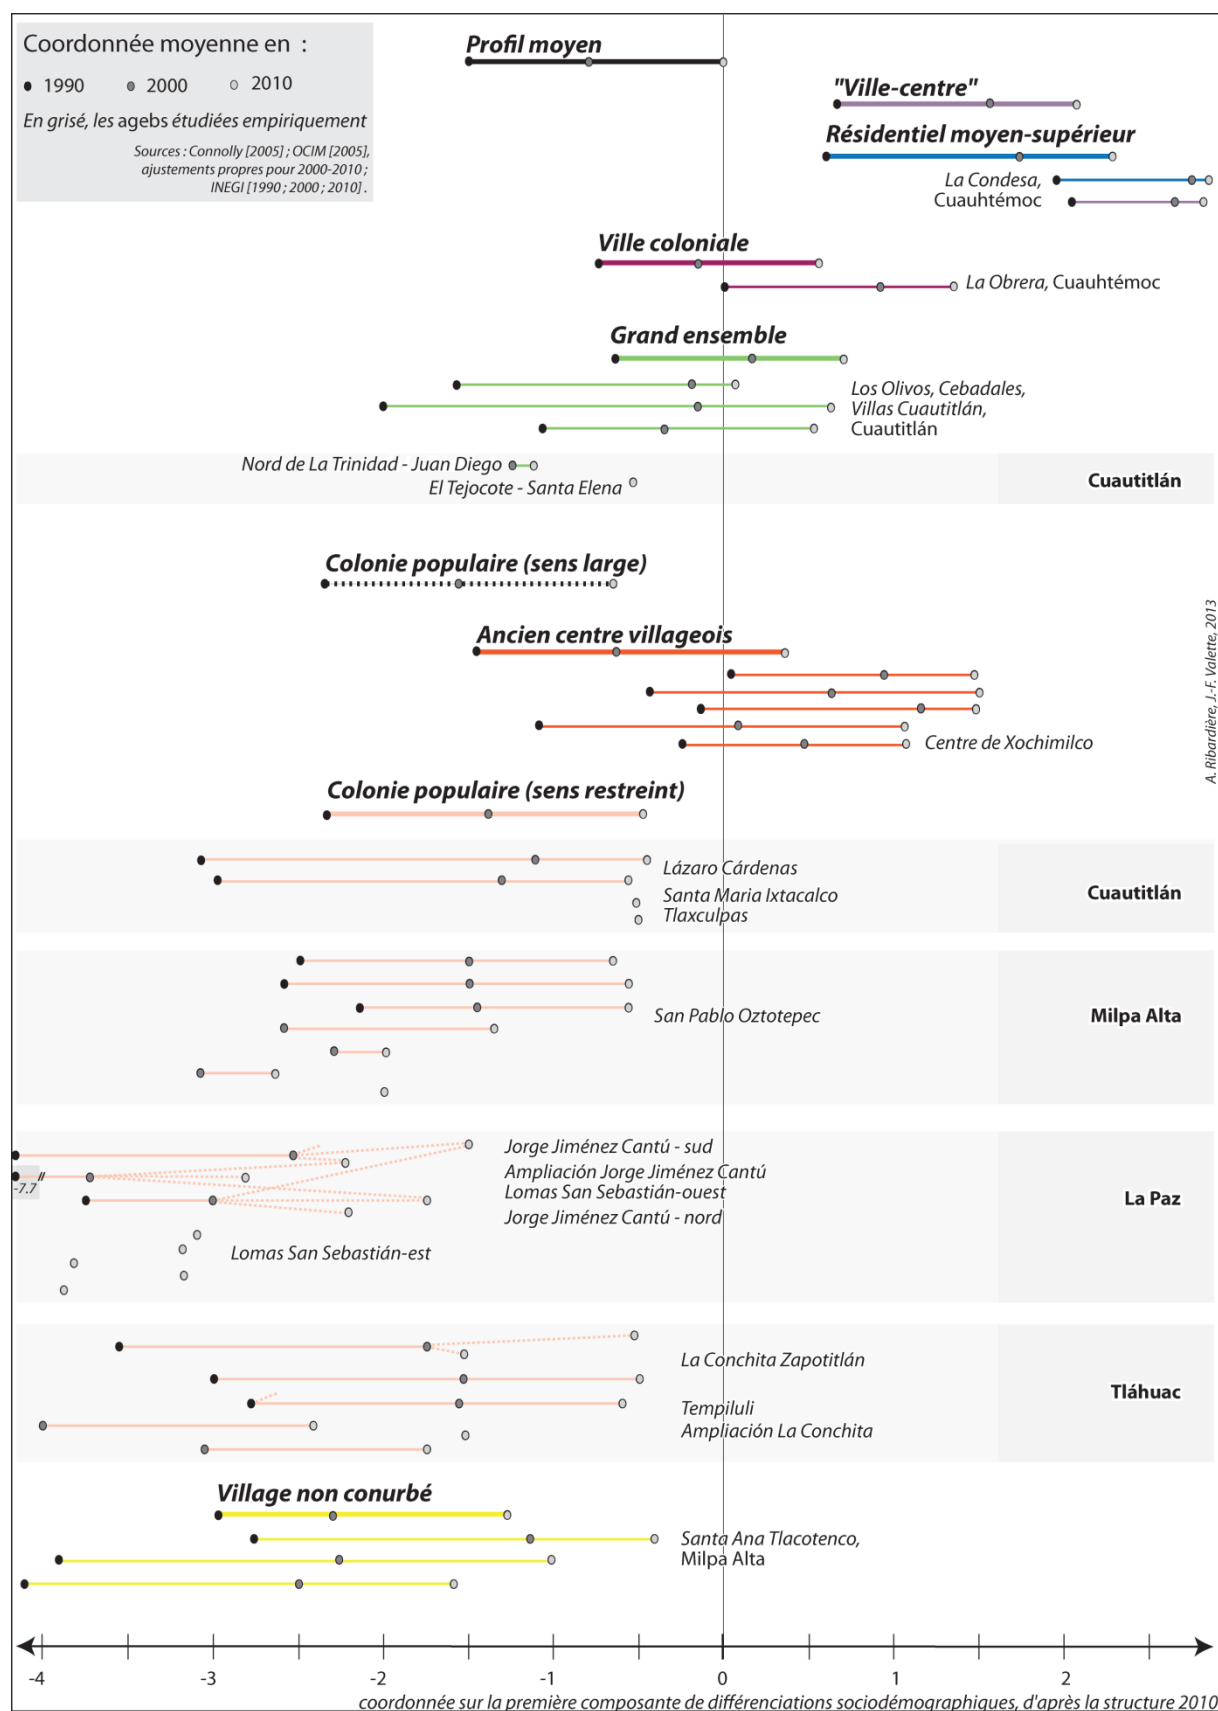 Coordonnée moyenne en :
1990 2000 2010
En grisé, les agebs étudiées empiriquement
Sources : Connolly [2005] ; OCIM [2005],
ajustements propres pour 2000-2010 ;
INEGI [1990 ; 2000 ; 2010] .
Profil moyen
"Ville-centre"
Résidentiel moyen-supérieur
La Condesa,
Cuauhtémoc
Ville coloniale
La Obrera, Cuauhtémoc
Grand ensemble
Los Olivos, Cebadales,
Villas Cuautitlán,
Cuautitlán
Nord de La Trinidad - Juan Diego
El Tejocote - Santa Elena
Cuautitlán
Colonie populaire (sens large)
A. Ribardière, J.-F. Valette, 2013
Ancien centre villageois
Centre de Xochimilco
Colonie populaire (sens restreint)
Lázaro Cárdenas
Santa Maria Ixtacalco
Tlaxculpas
Cuautitlán
San Pablo Oztotepec
Milpa Alta
Jorge Jiménez Cantú - sud
Ampliación Jorge Jiménez Cantú
-7.7 //
Lomas San Sebastián-ouest
Jorge Jiménez Cantú - nord
La Paz
Lomas San Sebastián-est
La Conchita Zapotitlán
Tláhuac
Tempiluli
Ampliación La Conchita
Village non conurbé
Santa Ana Tlacotenco,
Milpa Alta
-4 -3 -2 -1 0 1 2
coordonnée sur la première composante de différenciations sociodémographiques, d'après la structure 2010